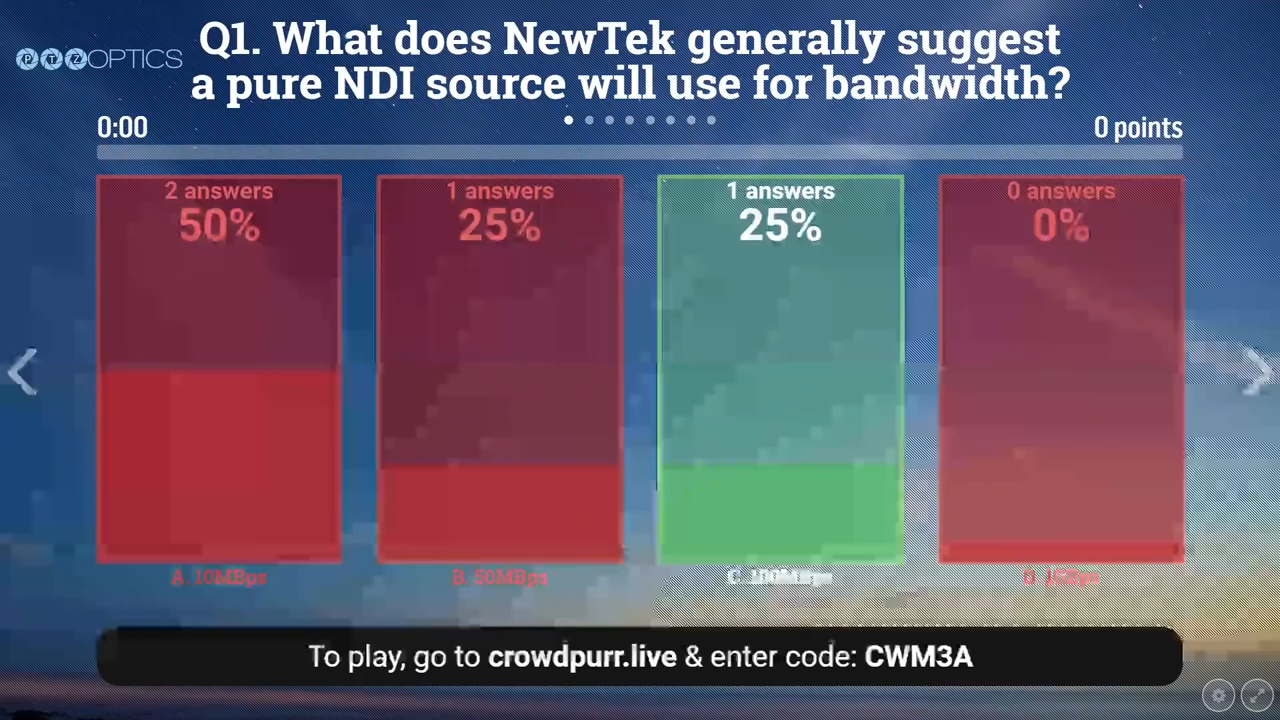 Q1. What does NewTek generally suggest
PTZOPTICS
a pure NDI source will use for bandwidth?
0:00
0 points
2 answers
1 answers
1 answers
0 answers
50%
25%
25%
0%
A. 10MBps
B. 50MBps
C. 100MBps
To play, go to crowdpurr.live & enter code: CWM3A